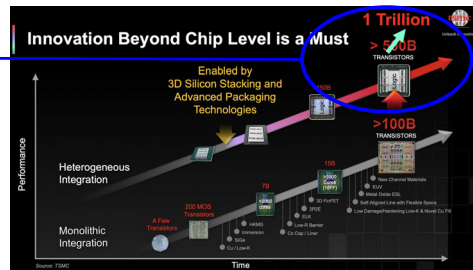 1 Trillion
tsmc
Innovation Beyond Chip Level is a Must
> 500B
TRANSISTORS
Enabled by
3D Silicon Stacking and
Advanced Packaging
Technologies
Logic
>100B
TRANSISTORS
Performance
Heterogeneous
Integration
15B
7B
200 MOS
Transistors
A Few
Transistors
Monolithic
Integration
New Channel Materials
EUV
Metal Oxide ESL
Self-Aligned Line with Flexible Space
Low Damage/Hardening Low-K & Novel Cu Fill
3D FinFET
2P2E
ELK
Low-R Barrier
Co Cap / Liner
HKMG
Immersion
SiGe
Cu / Low-K
Source: TSMC
Time